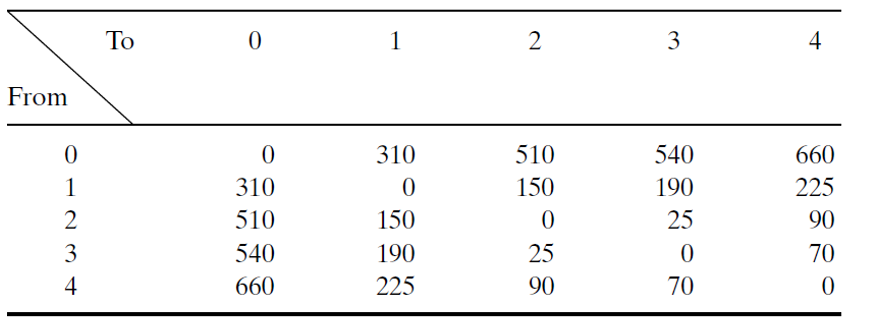 To 0 1 2 3 4
From
0 0 310 510 540 660
1 310 0 150 190 225
2 510 150 0 25 90
3 540 190 25 0 70
4 660 225 90 70 0